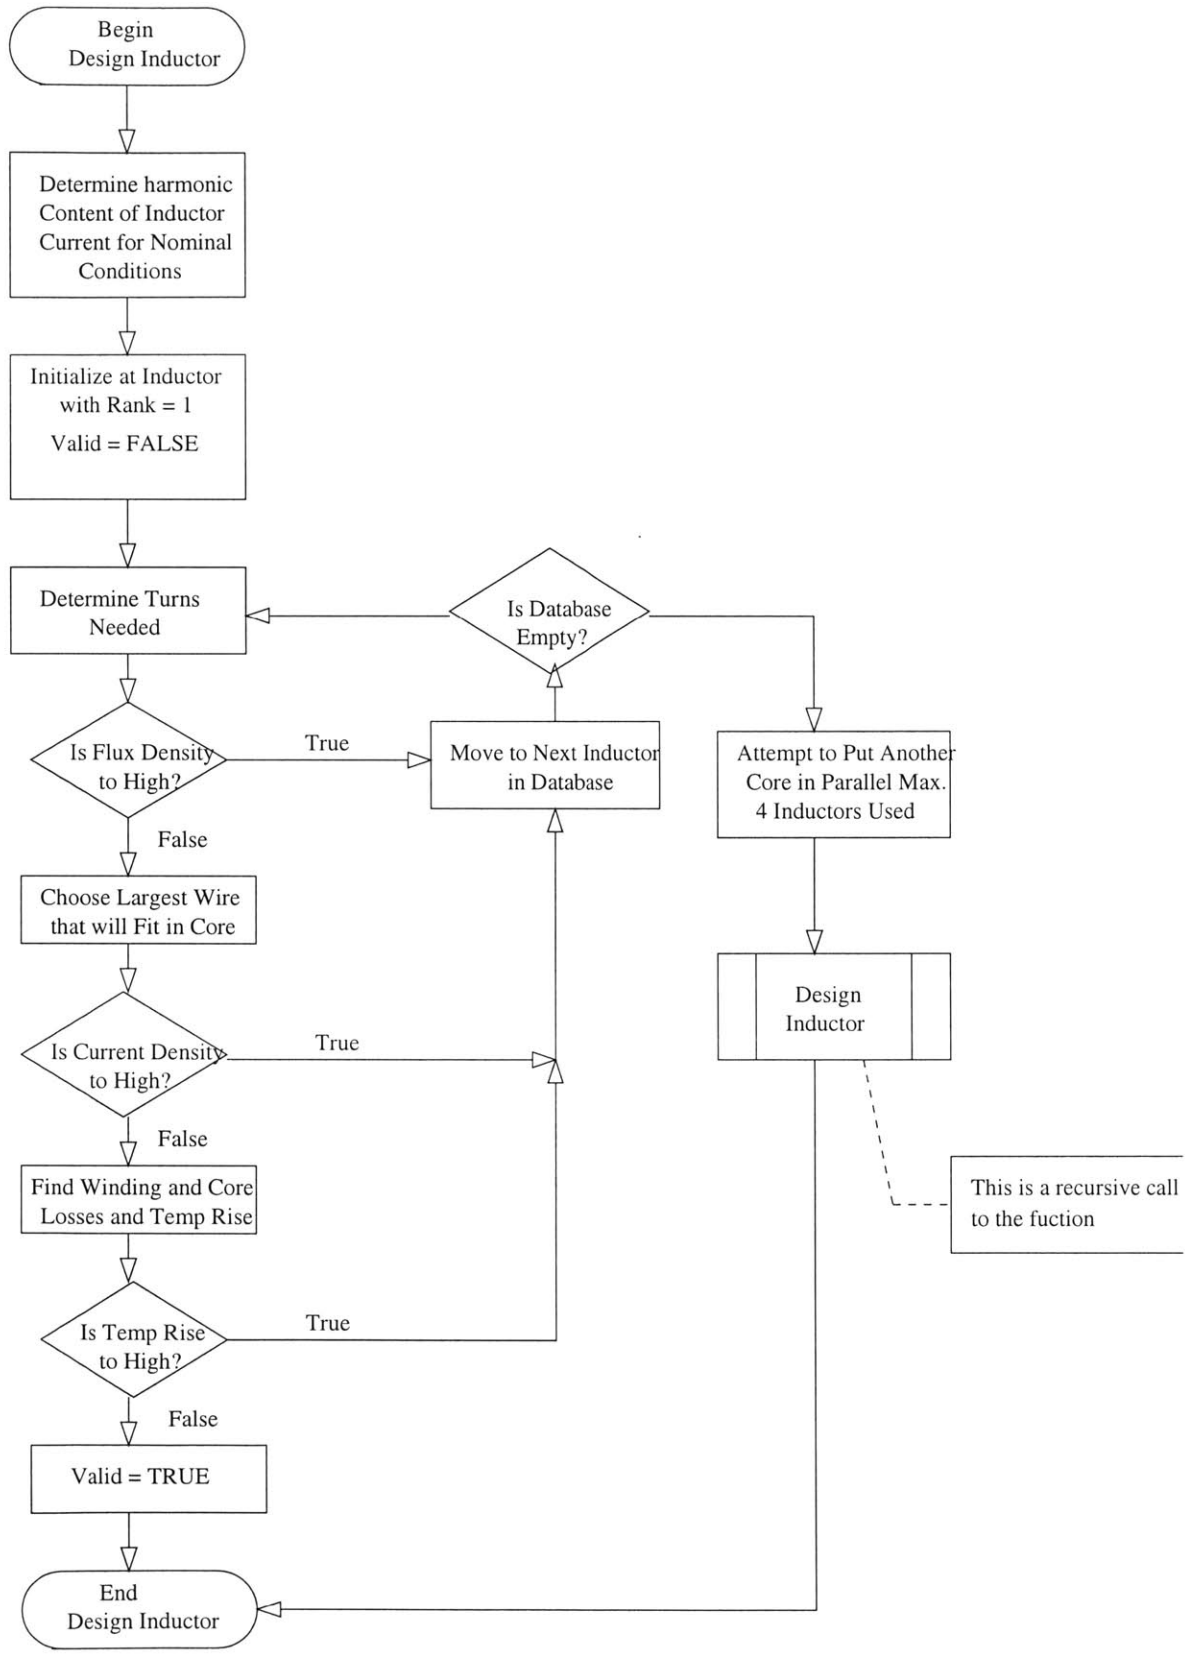 Begin
Design Inductor
Determine harmonic
Content of Inductor
Current for Nominal
Conditions
Initialize at Inductor
with Rank = 1
Valid = FALSE
Determine Turns
Needed
Is Database
Empty?
Is Flux Density
to High?
True
Move to Next Inductor
in Database
Attempt to Put Another
Core in Parallel Max.
4 Inductors Used
False
Choose Largest Wire
that will Fit in Core
Design
Inductor
Is Current Density
to High?
True
False
Find Winding and Core
Losses and Temp Rise
This is a recursive call
to the fuction
Is Temp Rise
to High?
True
False
Valid = TRUE
End
Design Inductor